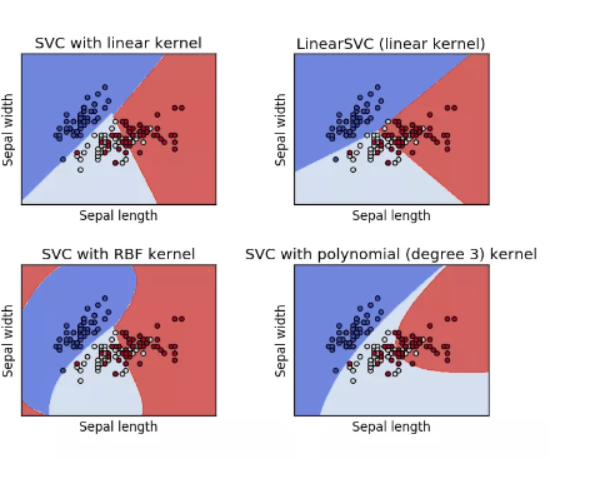 SVC with linear kernel
LinearSVC (linear kernel)
Sepal width
Sepal width
Sepal length
Sepal length
SVC with RBF kernel
SVC with polynomial (degree 3) kernel
Sepal width
Sepal width
Sepal length
Sepal length